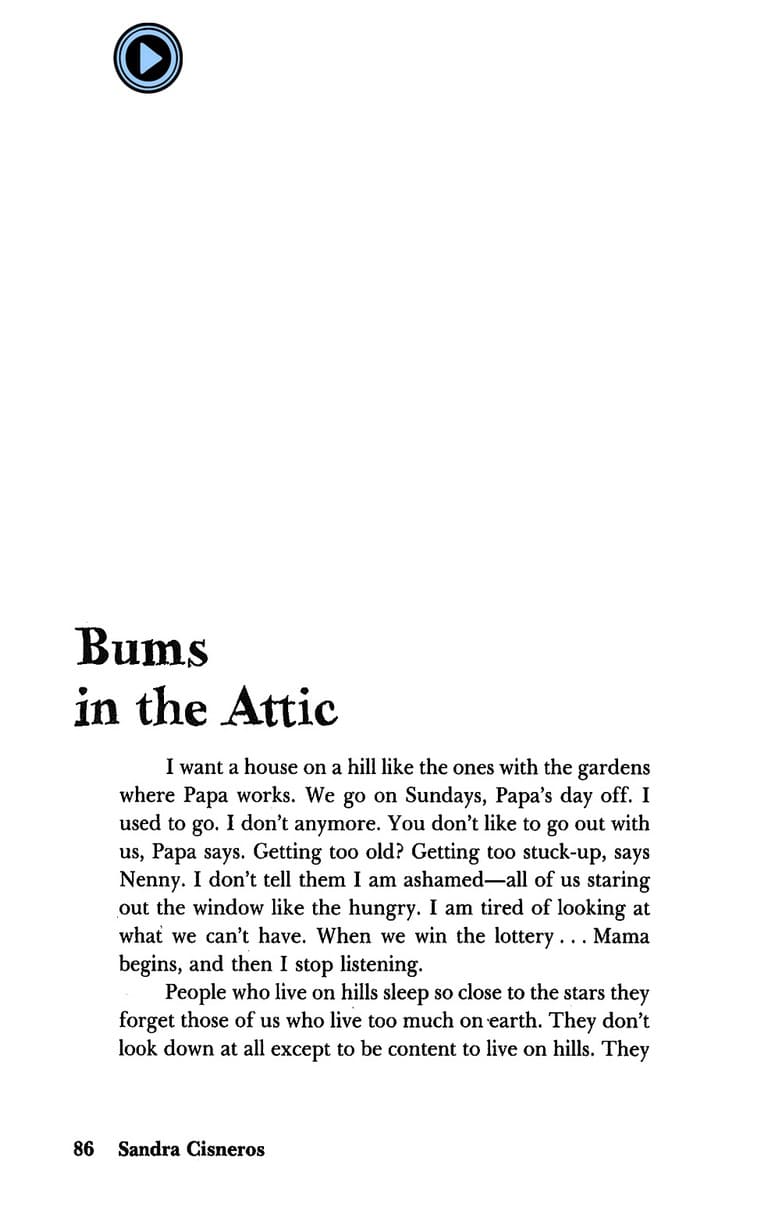 Bums
in the Attic
I want a house on a hill like the ones with the gardens
where Papa works. We go on Sundays, Papa's day off. I
used to go. I don't anymore. You don't like to go out with
us, Papa says. Getting too old? Getting too stuck-up, says
Nenny. I don't tell them I am ashamed—all of us staring
out the window like the hungry. I am tired of looking at
what we can't have. When we win the lottery . . . Mama
begins, and then I stop listening.
People who live on hills sleep so close to the stars they
forget those of us who live too much on earth. They don't
look down at all except to be content to live on hills. They
86 Sandra Cisneros